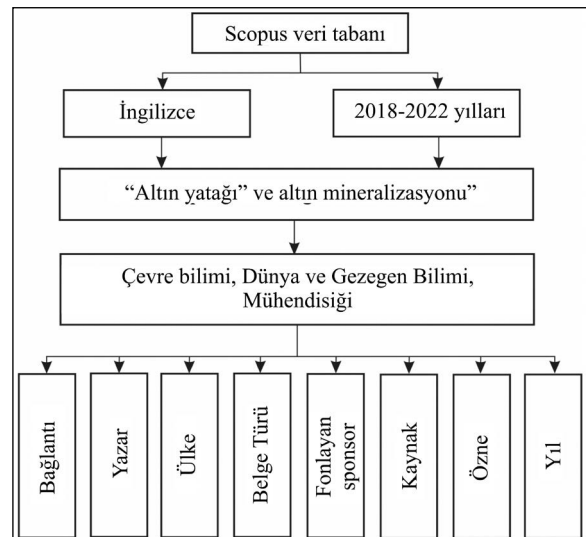 Scopus veri tabanı
İngilizce
2018-2022 yılları
“Altın yatağı” ve altın mineralizasyonu”
Çevre bilimi, Dünya ve Gezegen Bilimi,
Mühendisiği
Bağlantı
Yazar
Ülke
Belge Türü
Fonlayan
sponsor
Kaynak
Özne
Yıl